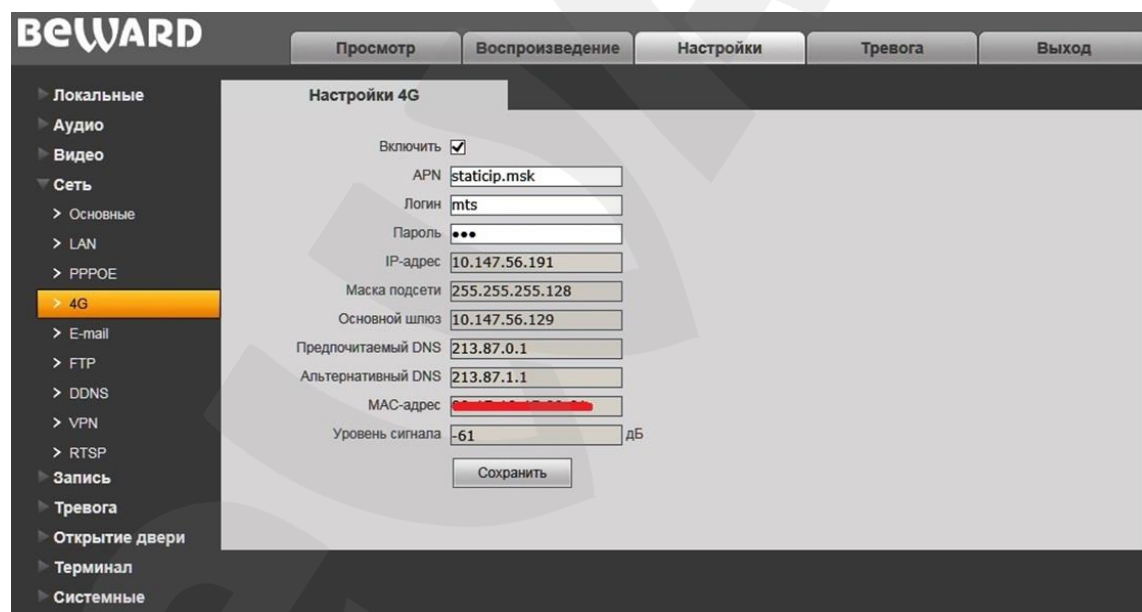 BEWARD
Просмотр Воспроизведение Настройки Тревога Выход
Локальные
Аудио
Видео
Сеть
> Основные
> LAN
> PPPOE
> 4G
> E-mail
> FTP
> DDNS
> VPN
> RTSP
Запись
Тревога
Открытие двери
Терминал
Системные
Настройки 4G
Включить
APN staticip.msk
Логин mts
Пароль •••
IP-адрес 10.147.56.191
Маска подсети 255.255.255.128
Основной шлюз 10.147.56.129
Предпочитаемый DNS 213.87.0.1
Альтернативный DNS 213.87.1.1
MAC-адрес
Уровень сигнала -61 дБ
Сохранить